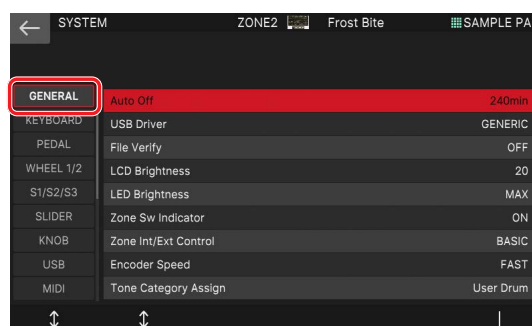 SYSTEM ZONE2 Frost Bite SAMPLE PA
GENERAL Auto Off 240min
KEYBOARD USB Driver GENERIC
PEDAL File Verify OFF
WHEEL 1/2 LCD Brightness 20
S1/S2/S3 LED Brightness MAX
SLIDER Zone Sw Indicator ON
KNOB Zone Int/Ext Control BASIC
USB Encoder Speed FAST
MIDI Tone Category Assign User Drum